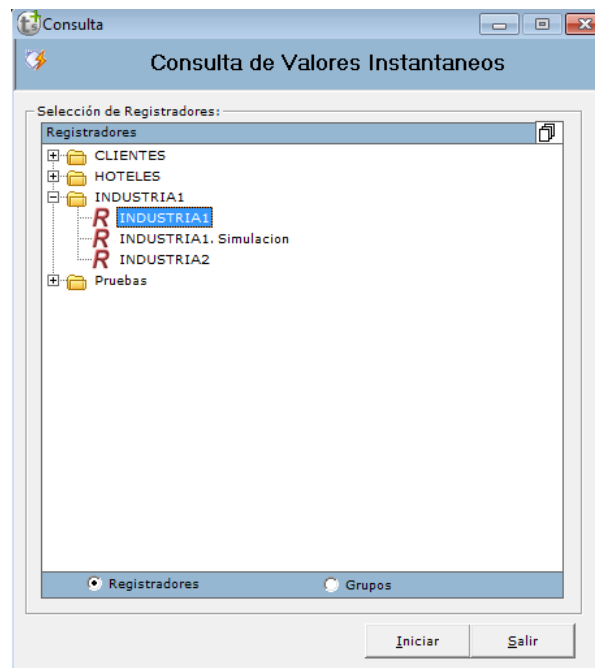 Consulta
Consulta de Valores Instantaneos
Selección de Registradores:
Registradores
CLIENTES
HOTELES
INDUSTRIA1
R INDUSTRIA1
R INDUSTRIA1. Simulacion
R INDUSTRIA2
Pruebas
Registradores Grupos
Iniciar Salir